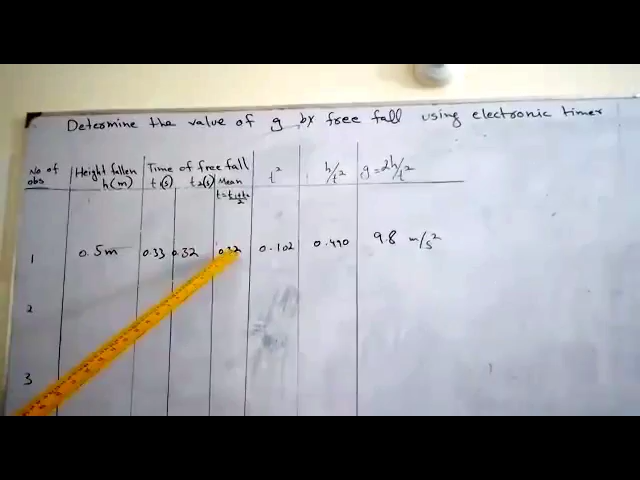 Determine the value of g by free fall using electronic timer
No of obs
Height fallen h(m)
Time of free fall
t₁(s) t₂(s) Mean t=t₁+t₂/2
t² h/t² g=2h/t²
1 0.5m 0.33 0.32 0.32 0.102 0.490 9.8 m/s²
2
3